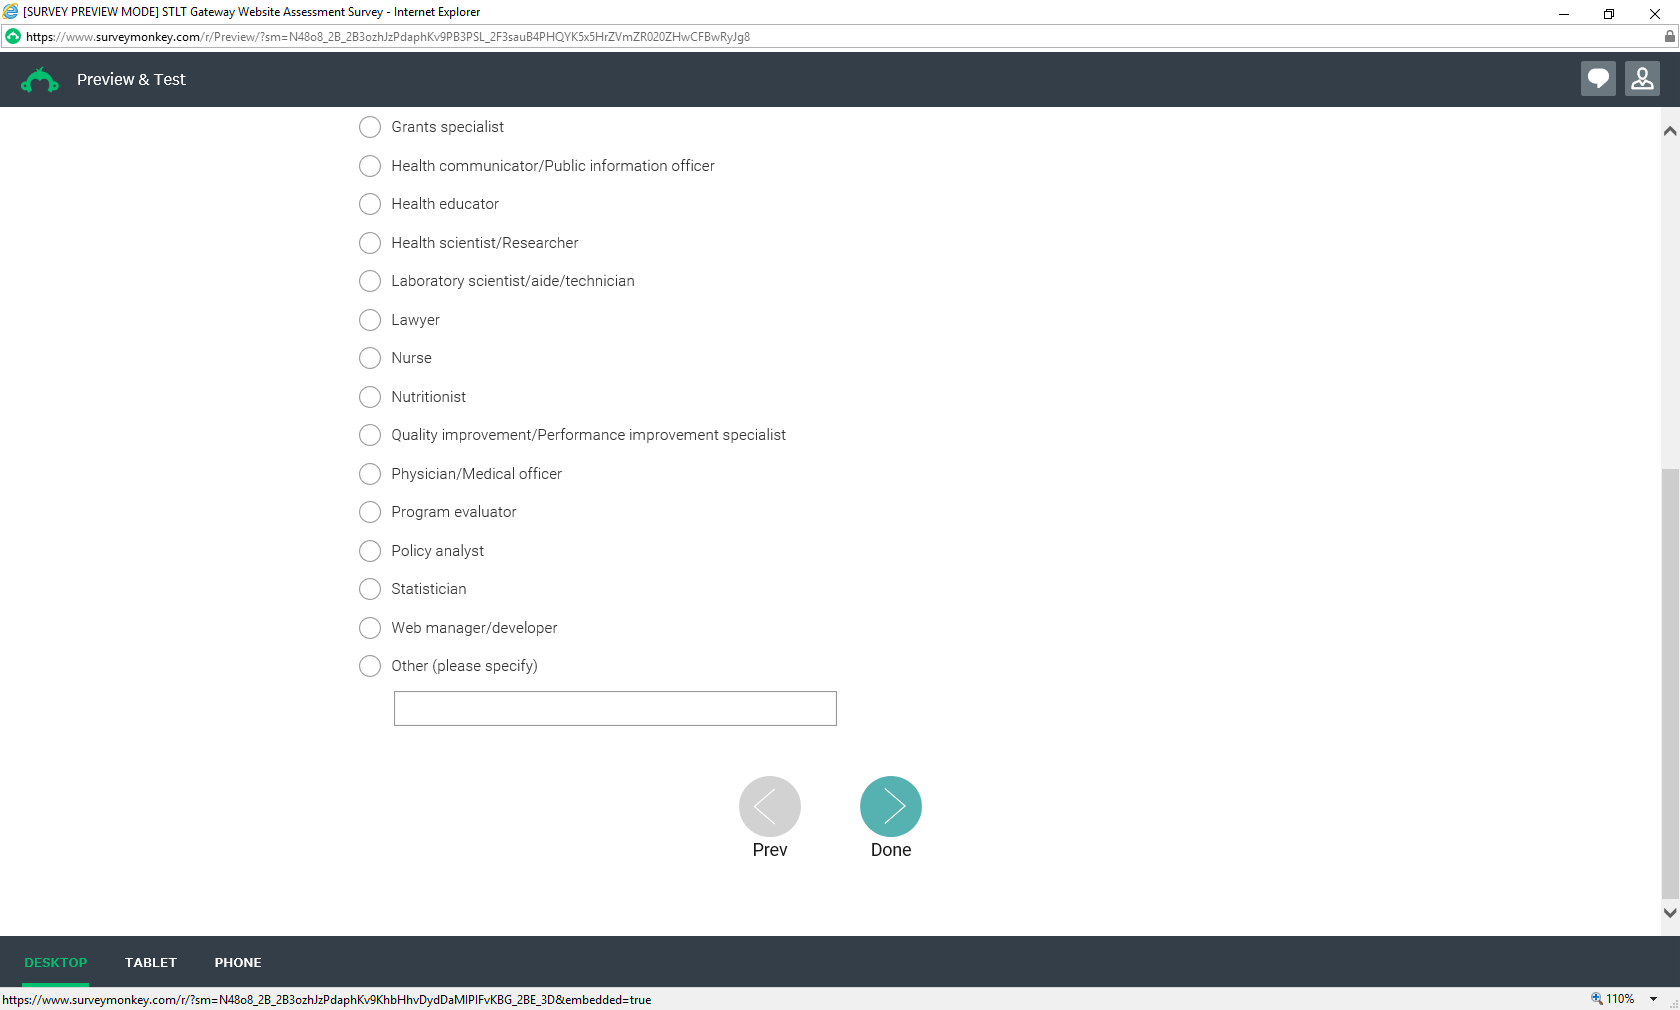 [SURVEY PREVIEW MODE] STLT Gateway Website Assessment Survey - Internet Explorer
https://www.surveymonkey.com/r/Preview/?sm=N48o8_2B_2B3ozhJzPdaphKv9PB3PSL_2F3sauB4PHQYK5x5HrZVmZR020ZHwCFBwRyJg8
Preview & Test
Grants specialist
Health communicator/Public information officer
Health educator
Health scientist/Researcher
Laboratory scientist/aide/technician
Lawyer
Nurse
Nutritionist
Quality improvement/Performance improvement specialist
Physician/Medical officer
Program evaluator
Policy analyst
Statistician
Web manager/developer
Other (please specify)
Prev Done
DESKTOP TABLET PHONE
https://www.surveymonkey.com/r/?sm=N48o8_2B_2B3ozhJzPdaphKv9KhbHhvDydDaMIPIFvKBG_2BE_3D&embedded=true 110%